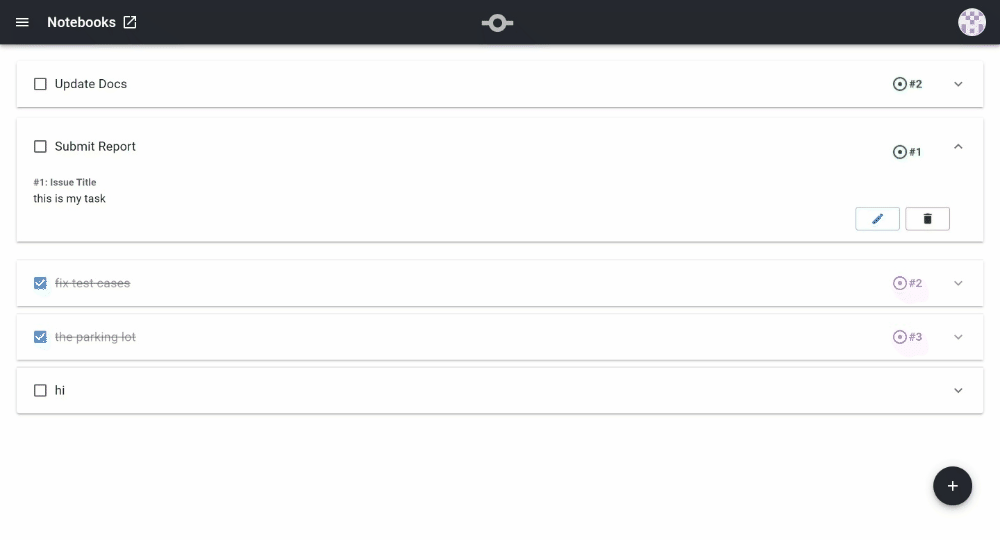 Notebooks
Update Docs #2
Submit Report #1
#1: Issue Title
this is my task
fix test cases #2
the parking lot #3
hi